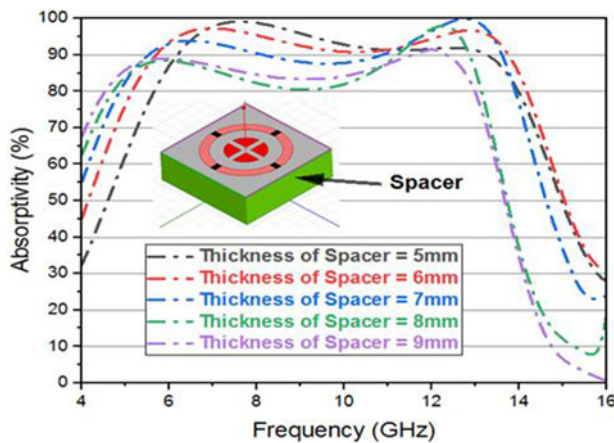 100
90
80
70
60
50
40
30
20
10
0
Absorptivity (%)
Spacer
Thickness of Spacer = 5mm
Thickness of Spacer = 6mm
Thickness of Spacer = 7mm
Thickness of Spacer = 8mm
Thickness of Spacer = 9mm
4 6 8 10 12 14 16
Frequency (GHz)